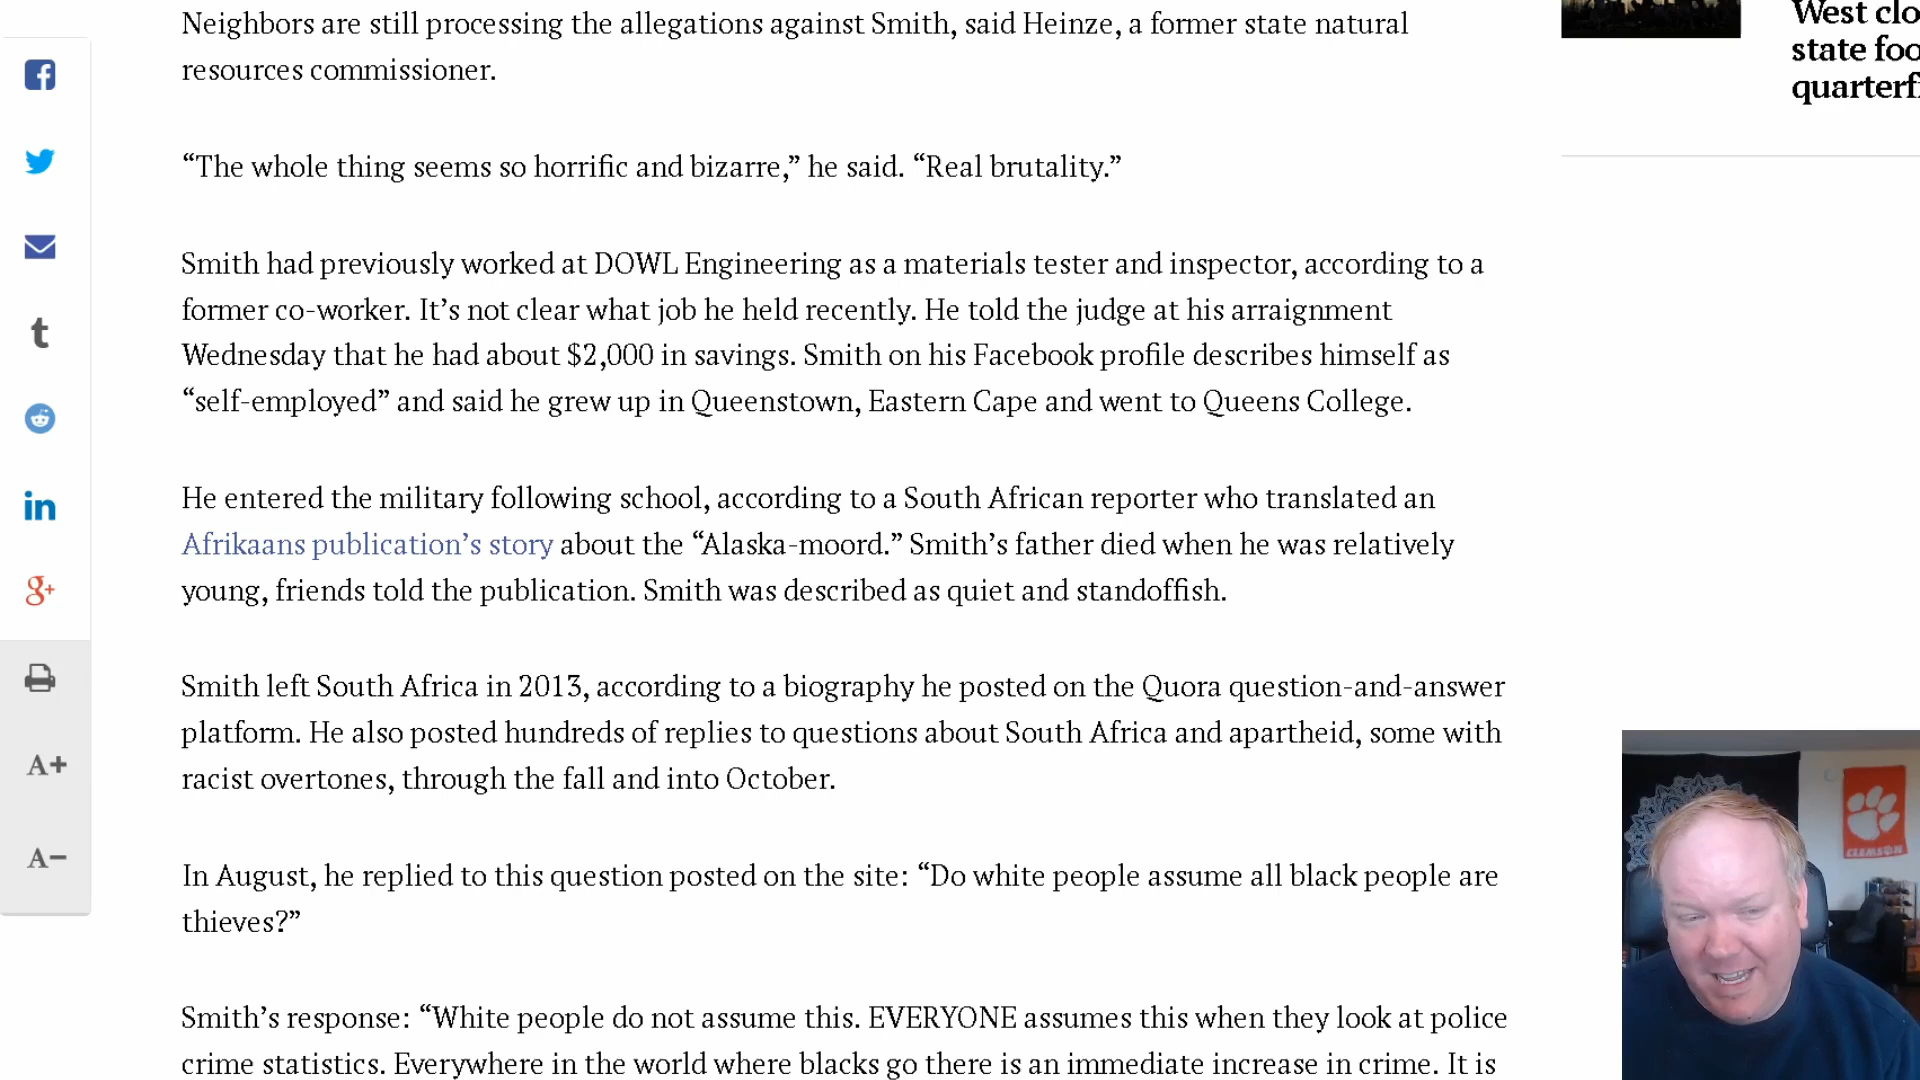 Neighbors are still processing the allegations against Smith, said Heinze, a former state natural
resources commissioner.
“The whole thing seems so horrific and bizarre,” he said. “Real brutality.”
Smith had previously worked at DOWL Engineering as a materials tester and inspector, according to a
former co-worker. It’s not clear what job he held recently. He told the judge at his arraignment
Wednesday that he had about $2,000 in savings. Smith on his Facebook profile describes himself as
“self-employed” and said he grew up in Queenstown, Eastern Cape and went to Queens College.
He entered the military following school, according to a South African reporter who translated an
Afrikaans publication’s story about the “Alaska-moord.” Smith’s father died when he was relatively
young, friends told the publication. Smith was described as quiet and standoffish.
Smith left South Africa in 2013, according to a biography he posted on the Quora question-and-answer
platform. He also posted hundreds of replies to questions about South Africa and apartheid, some with
racist overtones, through the fall and into October.
In August, he replied to this question posted on the site: “Do white people assume all black people are
thieves?”
Smith’s response: “White people do not assume this. EVERYONE assumes this when they look at police
crime statistics. Everywhere in the world where blacks go there is an immediate increase in crime. It is
West clo
state foo
quarterf
A+
A-
CLEMSON